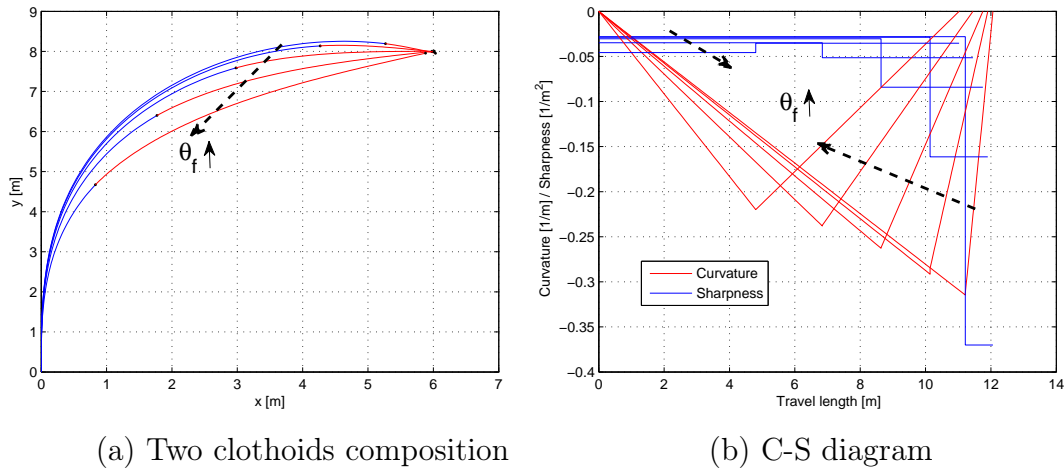 9
8
7
6
5
4
3
2
1
0
0 1 2 3 4 5 6 7
x [m]
y [m]
θf
(a) Two clothoids composition
0
−0.05
−0.1
−0.15
−0.2
−0.25
−0.3
−0.35
−0.4
0 2 4 6 8 10 12 14
Travel length [m]
Curvature [1/m] / Sharpness [1/m²]
θf
Curvature
Sharpness
(b) C-S diagram